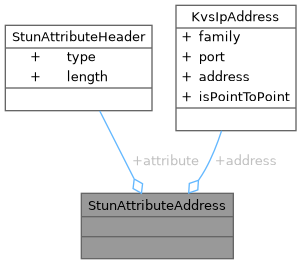 StunAttributeHeader
+ type
+ length
KvsIpAddress
+ family
+ port
+ address
+ isPointToPoint
+attribute
+address
StunAttributeAddress